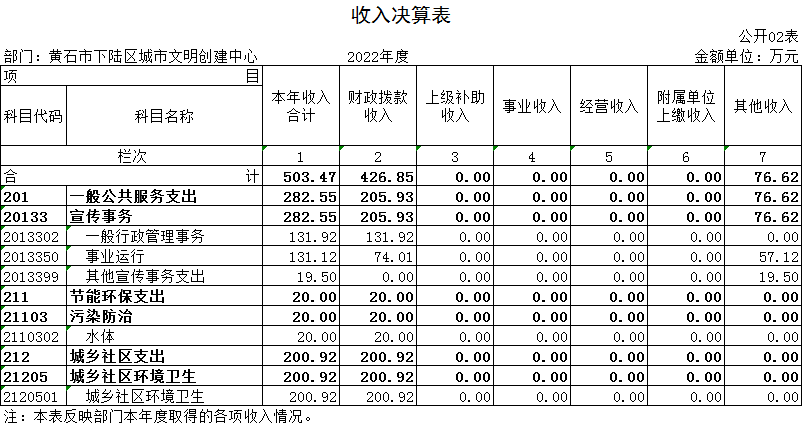 收入决算表
公开02表
部门：黄石市下陆区城市文明创建中心 2022年度 金额单位：万元
项 目 本年收入合计 财政拨款收入 上级补助收入 事业收入 经营收入 附属单位上缴收入 其他收入
科目代码 科目名称
栏次 1 2 3 4 5 6 7
合 计 503.47 426.85 0.00 0.00 0.00 0.00 76.62
201 一般公共服务支出 282.55 205.93 0.00 0.00 0.00 0.00 76.62
20133 宣传事务 282.55 205.93 0.00 0.00 0.00 0.00 76.62
2013302 一般行政管理事务 131.92 131.92 0.00 0.00 0.00 0.00 0.00
2013350 事业运行 131.12 74.01 0.00 0.00 0.00 0.00 57.12
2013399 其他宣传事务支出 19.50 0.00 0.00 0.00 0.00 0.00 19.50
211 节能环保支出 20.00 20.00 0.00 0.00 0.00 0.00 0.00
21103 污染防治 20.00 20.00 0.00 0.00 0.00 0.00 0.00
2110302 水体 20.00 20.00 0.00 0.00 0.00 0.00 0.00
212 城乡社区支出 200.92 200.92 0.00 0.00 0.00 0.00 0.00
21205 城乡社区环境卫生 200.92 200.92 0.00 0.00 0.00 0.00 0.00
2120501 城乡社区环境卫生 200.92 200.92 0.00 0.00 0.00 0.00 0.00
注：本表反映部门本年度取得的各项收入情况。